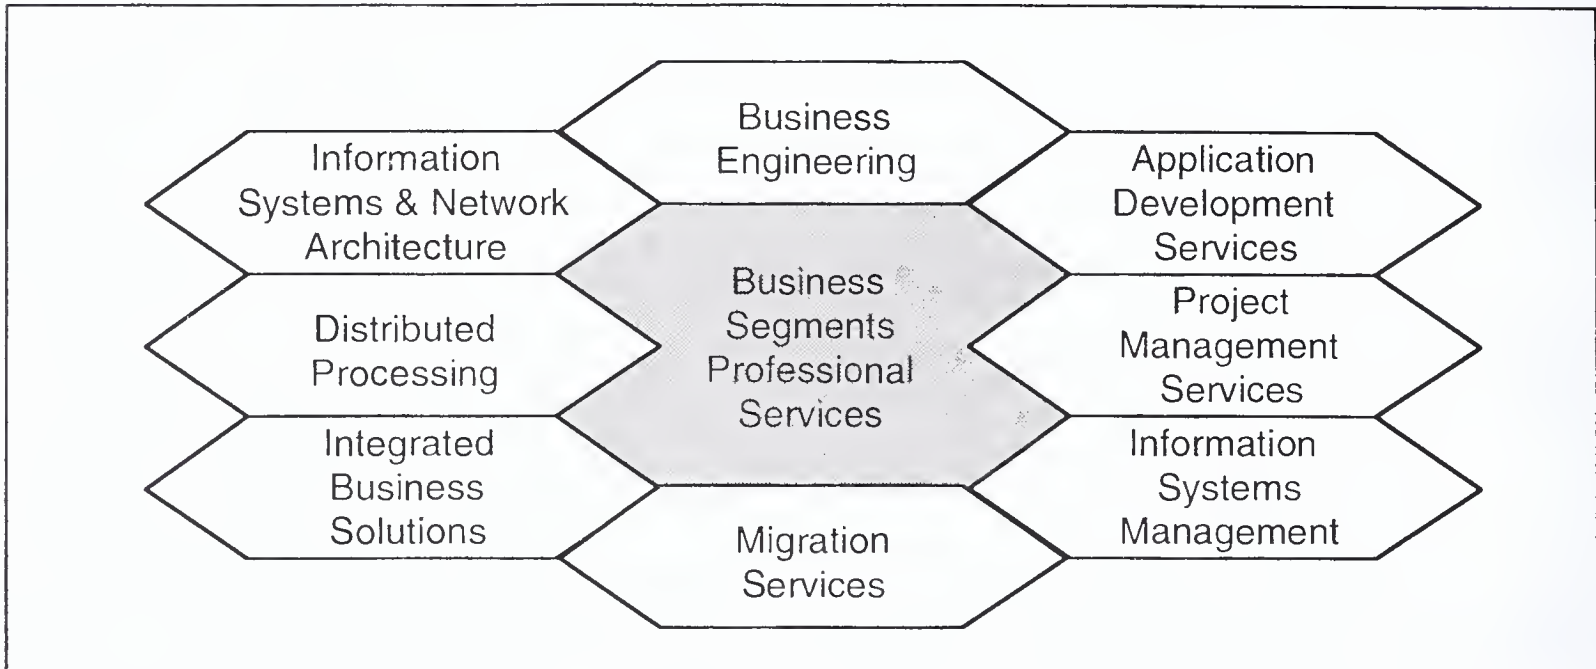 Business
Engineering
Information
Systems & Network
Architecture
Application
Development
Services
Business
Segments
Professional
Services
Distributed
Processing
Project
Management
Services
Integrated
Business
Solutions
Information
Systems
Management
Migration
Services